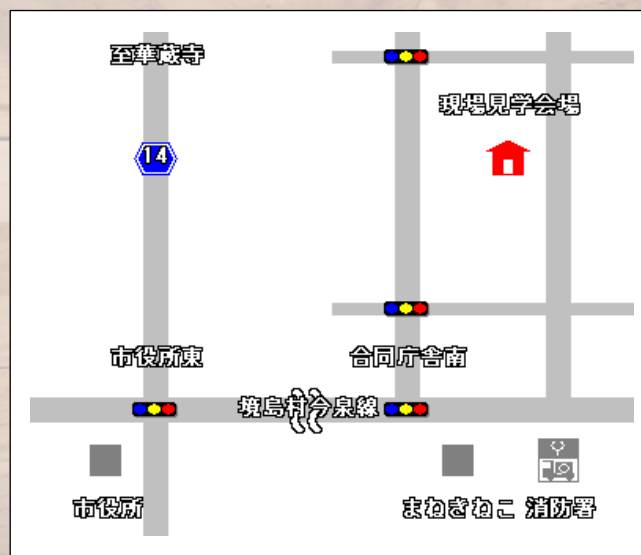 至華蔵寺
現場見学会場
14
市役所東
合同庁舎南
境島村今泉線
市役所
まねきねこ
消防署